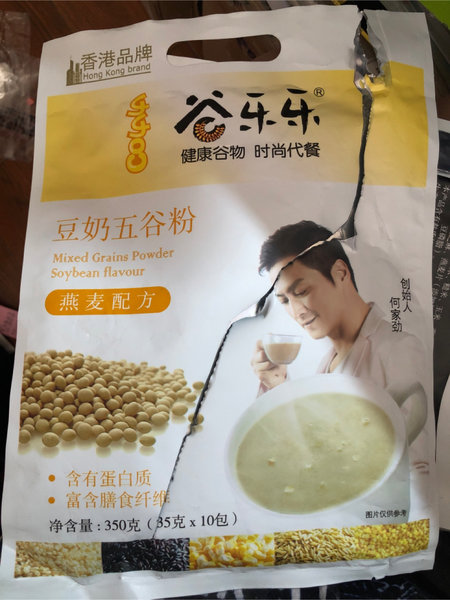 香港品牌
Hong Kong brand
谷乐乐®
健康谷物 时尚代餐
豆奶五谷粉
Mixed Grains Powder
Soybean flavour
燕麦配方
创始人
何家劲
· 含有蛋白质
· 富含膳食纤维
净含量:350克(35克x10包)
图片仅供参考